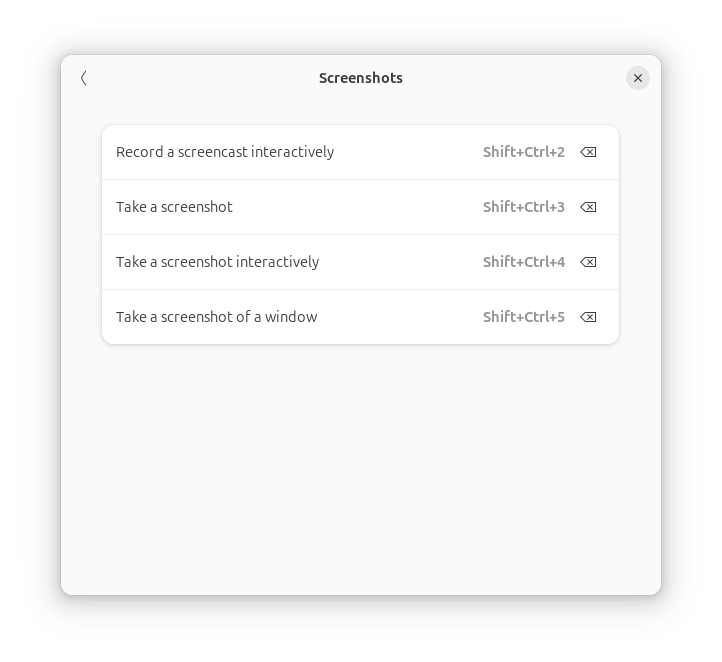 Screenshots
Record a screencast interactively Shift+Ctrl+2
Take a screenshot Shift+Ctrl+3
Take a screenshot interactively Shift+Ctrl+4
Take a screenshot of a window Shift+Ctrl+5